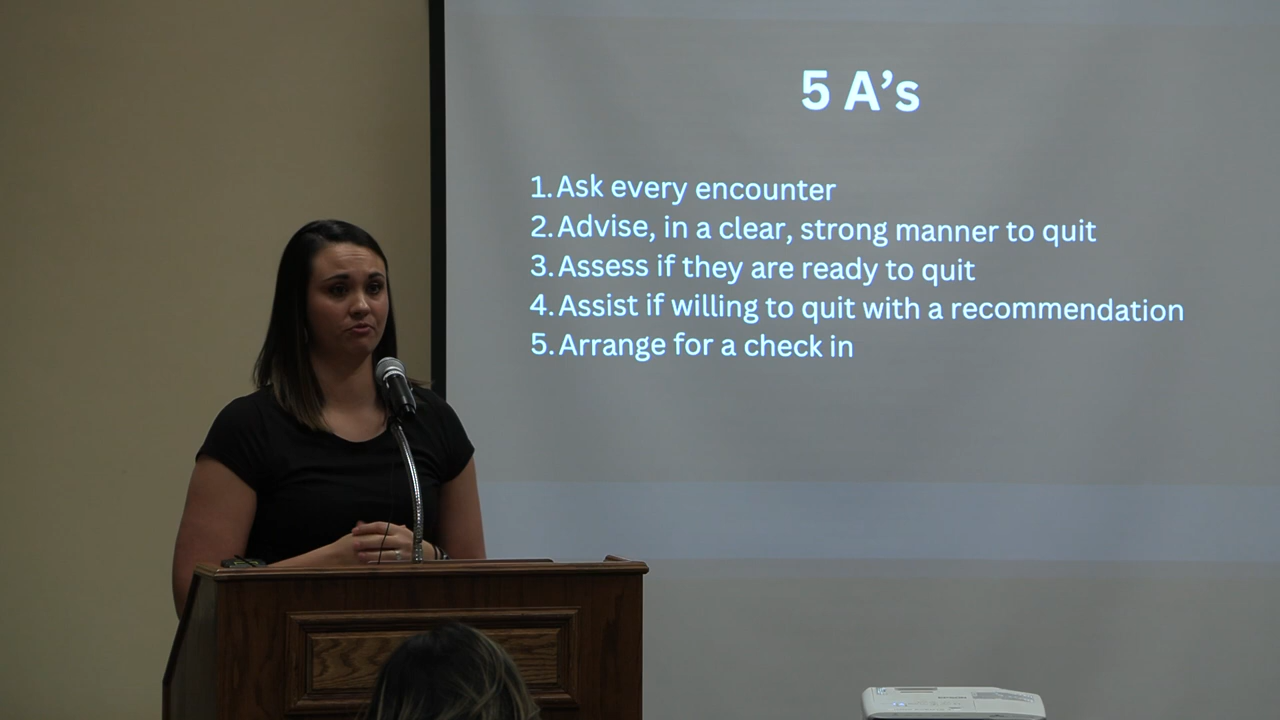 5 A’s
1. Ask every encounter
2. Advise, in a clear, strong manner to quit
3. Assess if they are ready to quit
4. Assist if willing to quit with a recommendation
5. Arrange for a check in